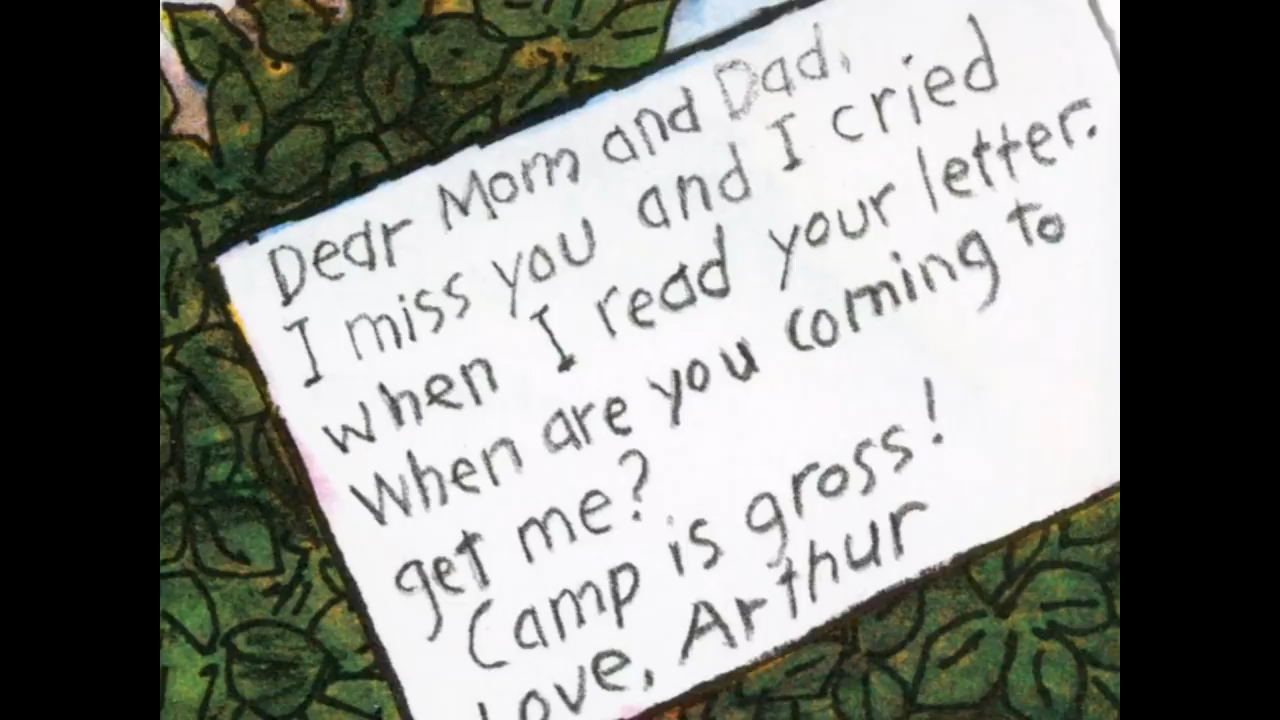 Dear Mom and Dad,
I miss you and I cried
when I read your letter.
When are you coming to
get me?
Camp is gross!
Love, Arthur